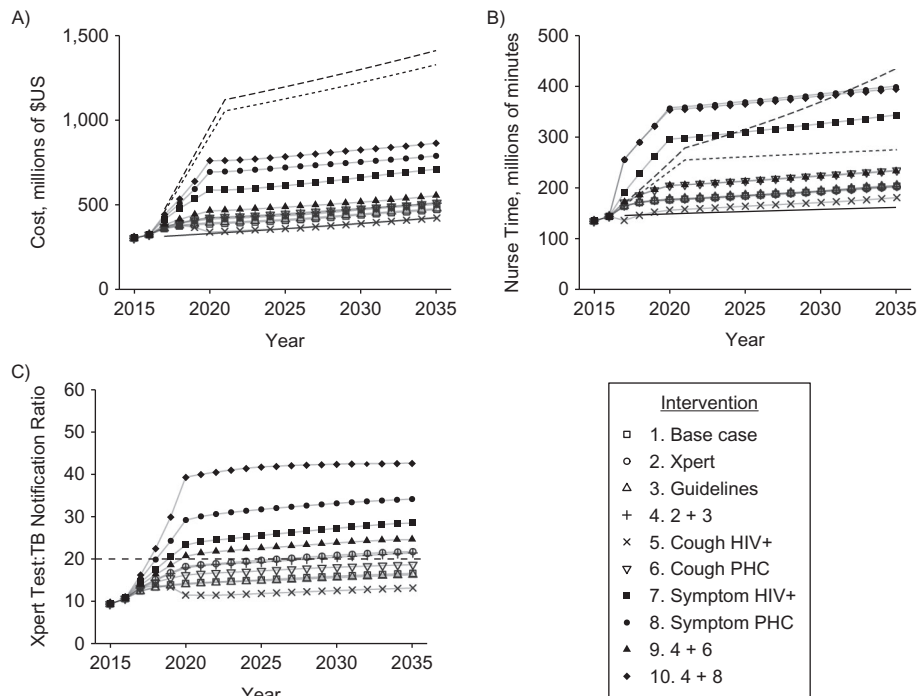 A)
1,500
1,000
500
0
Cost, millions of $US
2015 2020 2025 2030 2035
Year
B)
500
400
300
200
100
0
Nurse Time, millions of minutes
2015 2020 2025 2030 2035
Year
C)
60
50
40
30
20
10
0
Xpert Test:TB Notification Ratio
2015 2020 2025 2030 2035
Year
Intervention
1. Base case
2. Xpert
3. Guidelines
4. 2 + 3
5. Cough HIV+
6. Cough PHC
7. Symptom HIV+
8. Symptom PHC
9. 4 + 6
10. 4 + 8